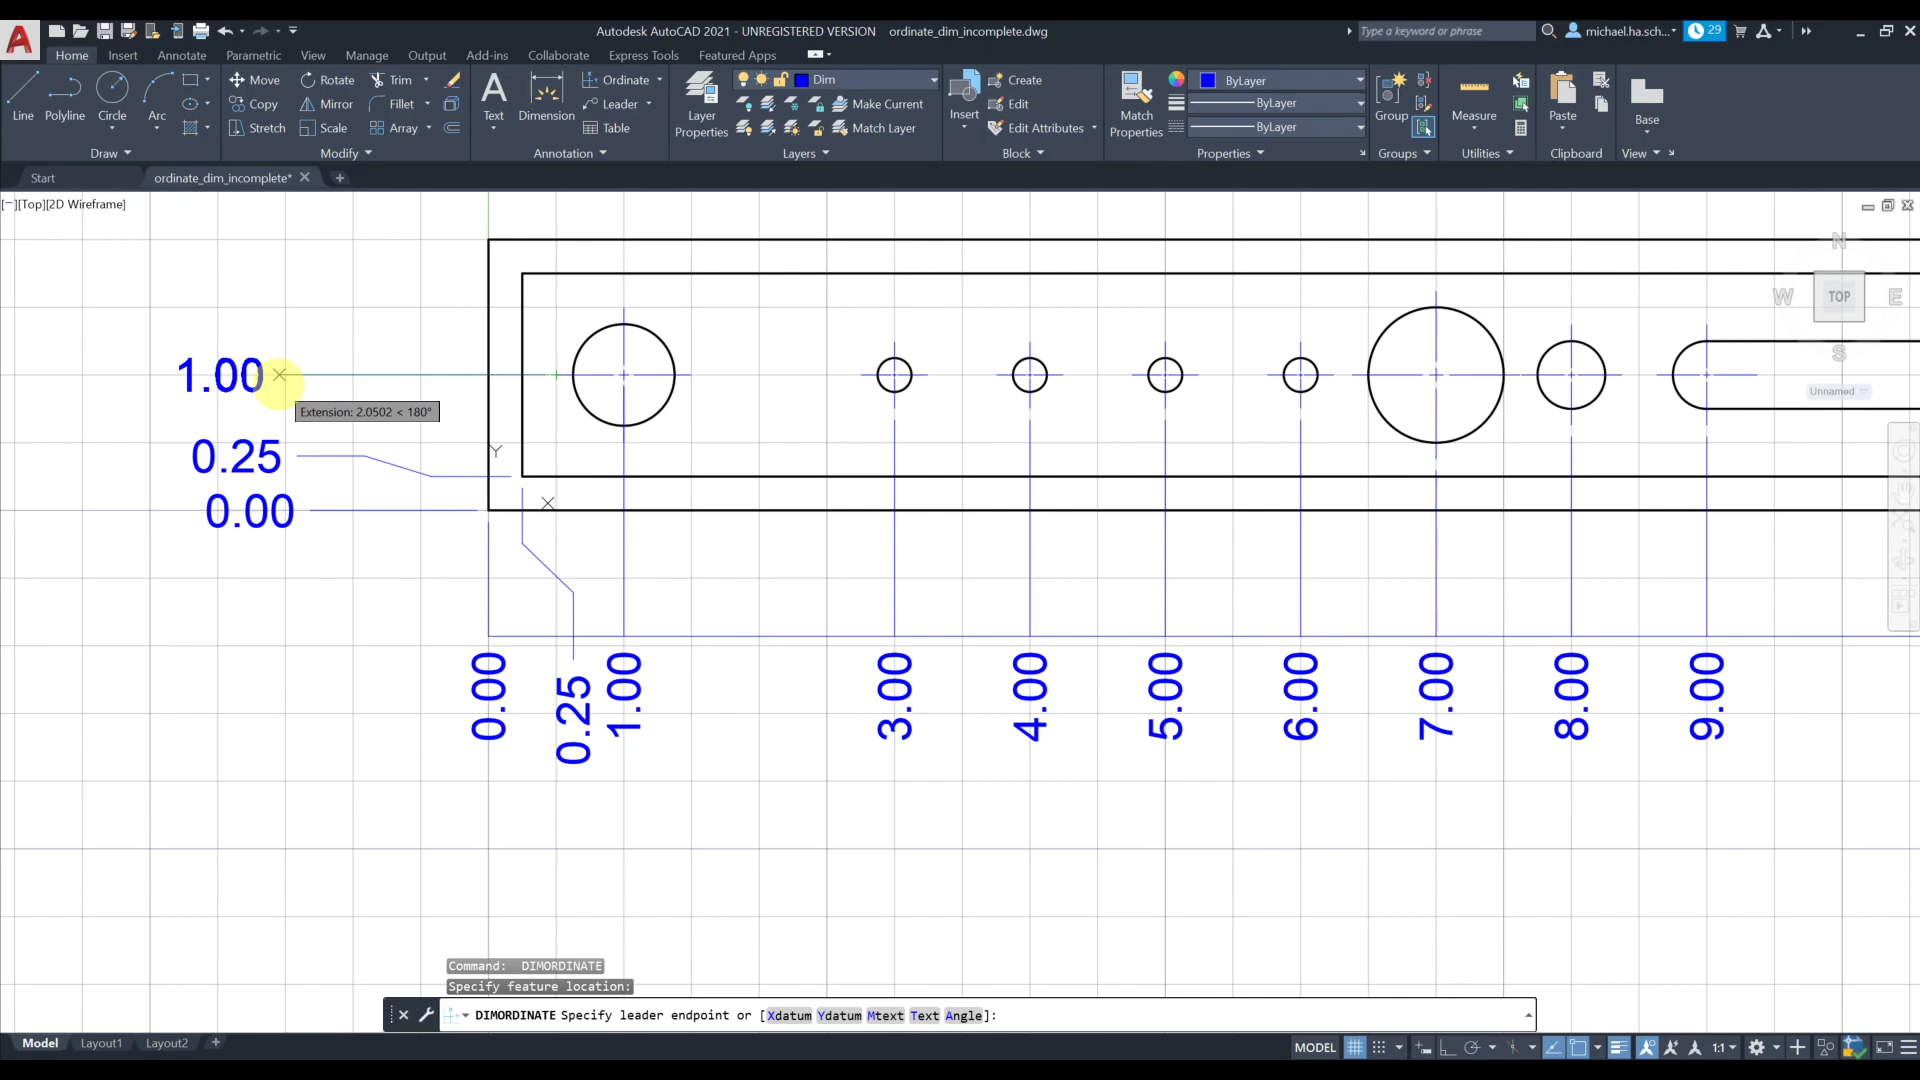 Autodesk AutoCAD 2021 - UNREGISTERED VERSION ordinate_dim_incomplete.dwg
Type a keyword or phrase
michael.ha.sch...
29
Home Insert Annotate Parametric View Manage Output Add-ins Collaborate Express Tools Featured Apps
Line Polyline Circle Arc
Move Rotate Trim
Copy Mirror Fillet
Stretch Scale Array
Text Dimension
Ordinate
Leader
Table
Layer Properties
Dim
Make Current
Match Layer
Insert
Create
Edit
Edit Attributes
Match Properties
ByLayer
ByLayer
ByLayer
Group
Measure
Paste
Base
Draw Modify Annotation Layers Block Properties Groups Utilities Clipboard View
Start ordinate_dim_incomplete*
[−][Top][2D Wireframe]
N
W TOP E
S
Unnamed
1.00
Extension: 2.0502 < 180°
Y
0.25
X
0.00
0.00 0.25 1.00 3.00 4.00 5.00 6.00 7.00 8.00 9.00
Command: DIMORDINATE
Specify feature location:
DIMORDINATE Specify leader endpoint or [Xdatum Ydatum Mtext Text Angle]:
Model Layout1 Layout2
MODEL
1:1